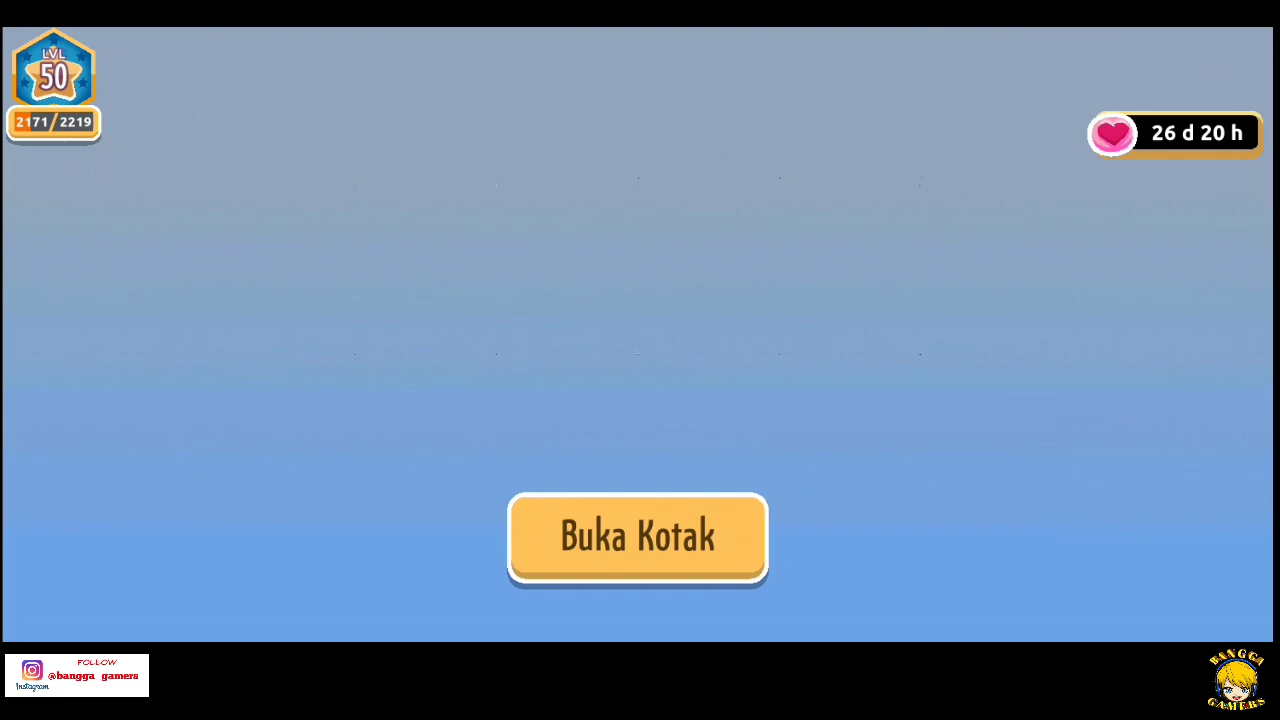 LVL
50
2171/2219
26 d 20 h
Buka Kotak
FOLLOW
@bangga_gamers
Instagram
BANGGA
GAMERS